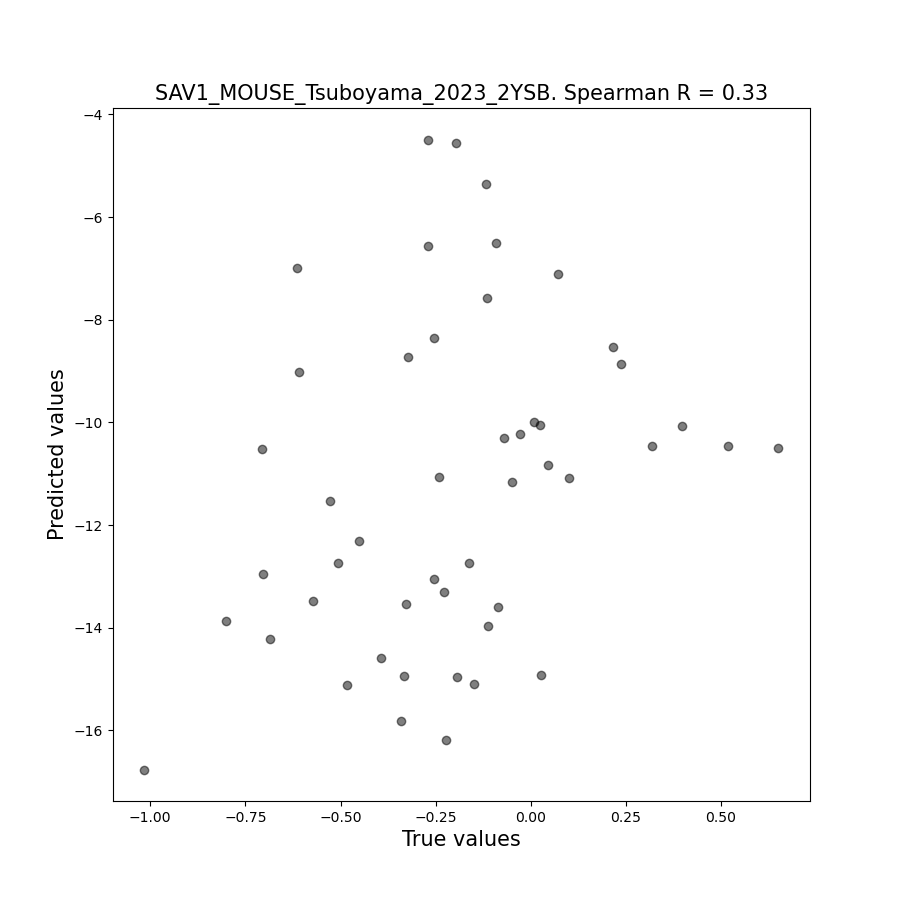 SAV1_MOUSE_Tsuboyama_2023_2YSB. Spearman R = 0.33
−4
−6
−8
−10
−12
−14
−16
Predicted values
−1.00 −0.75 −0.50 −0.25 0.00 0.25 0.50
True values